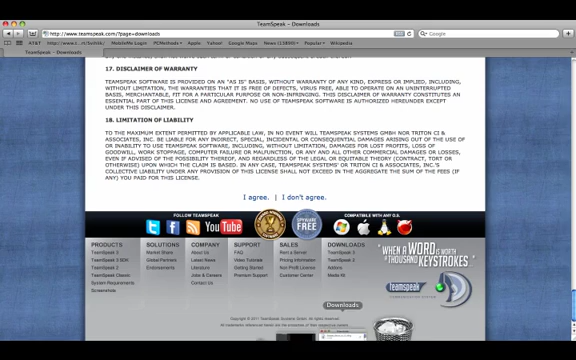 TeamSpeak - Downloads
http://www.teamspeak.com/?page=downloads
Google
MobileMe Login
Apple
Yahoo!
Google Maps
Popular
Wikipedia
TeamSpeak - Downloads
17. DISCLAIMER OF WARRANTY
TEAMSPEAK SOFTWARE IS PROVIDED ON AN "AS IS" BASIS, WITHOUT WARRANTY OF ANY KIND, EXPRESS OR IMPLIED, INCLUDING,
WITHOUT LIMITATION, THE WARRANTIES THAT IT IS FREE OF DEFECTS, VIRUS FREE, ABLE TO OPERATE ON AN UNINTERRUPTED
BASIS, MERCHANTABLE, FIT FOR A PARTICULAR PURPOSE OR NON-INFRINGING. THIS DISCLAIMER OF WARRANTY CONSTITUTES AN
ESSENTIAL PART OF THIS LICENSE AND AGREEMENT. NO USE OF TEAMSPEAK SOFTWARE IS AUTHORIZED HEREUNDER EXCEPT
UNDER THIS DISCLAIMER.
18. LIMITATION OF LIABILITY
TO THE MAXIMUM EXTENT PERMITTED BY APPLICABLE LAW, IN NO EVENT WILL TEAMSPEAK SYSTEMS GMBH NOR TRITON CI &
ASSOCIATES, INC. BE LIABLE FOR ANY INDIRECT, SPECIAL, INCIDENTAL OR CONSEQUENTIAL DAMAGES ARISING OUT OF THE USE
OF OR INABILITY TO USE TEAMSPEAK SOFTWARE, INCLUDING, WITHOUT LIMITATION, DAMAGES FOR LOST PROFITS, LOSS OF
GOODWILL, WORK STOPPAGE, COMPUTER FAILURE OR MALFUNCTION, OR ANY AND ALL OTHER COMMERCIAL DAMAGES OR LOSSES,
EVEN IF ADVISED OF THE POSSIBILITY THEREOF, AND REGARDLESS OF THE LEGAL OR EQUITABLE THEORY (CONTRACT, TORT OR
OTHERWISE) UPON WHICH THE CLAIM IS BASED. IN ANY CASE, TEAMSPEAK SYSTEMS' OR TRITON CI & ASSOCIATES, INC.'S
COLLECTIVE LIABILITY UNDER ANY PROVISION OF THIS LICENSE SHALL NOT EXCEED IN THE AGGREGATE THE SUM OF THE FEES (IF
ANY) YOU PAID FOR THIS LICENSE.
I agree. | I don't agree.
FOLLOW TEAMSPEAK
COMPATIBLE WITH ANY O.S.
You Tube
SPYWARE
FREE
PRODUCTS SOLUTIONS COMPANY SUPPORT SALES DOWNLOADS
TeamSpeak 3 Market Share About Us FAQ Rent a Server TeamSpeak 3
TeamSpeak 3 SDK Global Partners Latest News Video Tutorials Pricing Information TeamSpeak 2
TeamSpeak 2 Endorsements Literature Getting Started Non-Profit License Addons
TeamSpeak Classic Jobs & Careers Premium Support Customer Center Media Kit
System Requirements Contact Us
Screenshots
"WHEN A WORD IS WORTH
A THOUSAND KEYSTROKES.
teamspeak
COMMUNICATION SYSTEM
Downloads